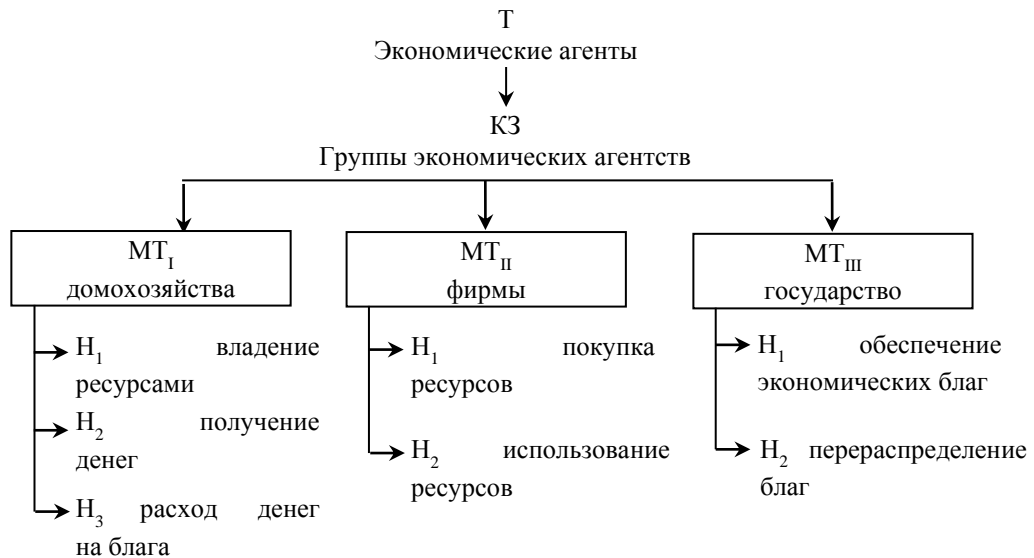 Т
Экономические агенты
КЗ
Группы экономических агентств
МТI
домохозяйства
Н1 владение
ресурсами
Н2 получение
денег
Н3 расход денег
на блага
МТII
фирмы
Н1 покупка
ресурсов
Н2 использование
ресурсов
МТIII
государство
Н1 обеспечение
экономических благ
Н2 перераспределение
благ